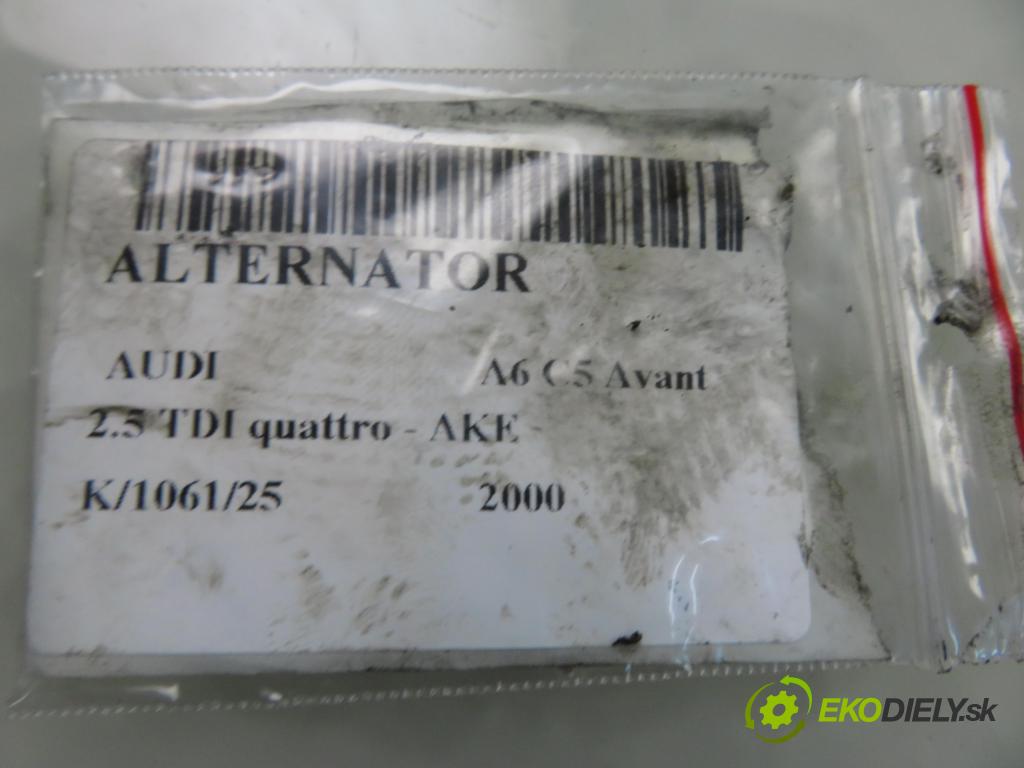 ALTERNATOR
AUDI A6 C5 Avant
2.5 TDI quattro - AKE
K/1061/25 2000
EKODIELY.sk